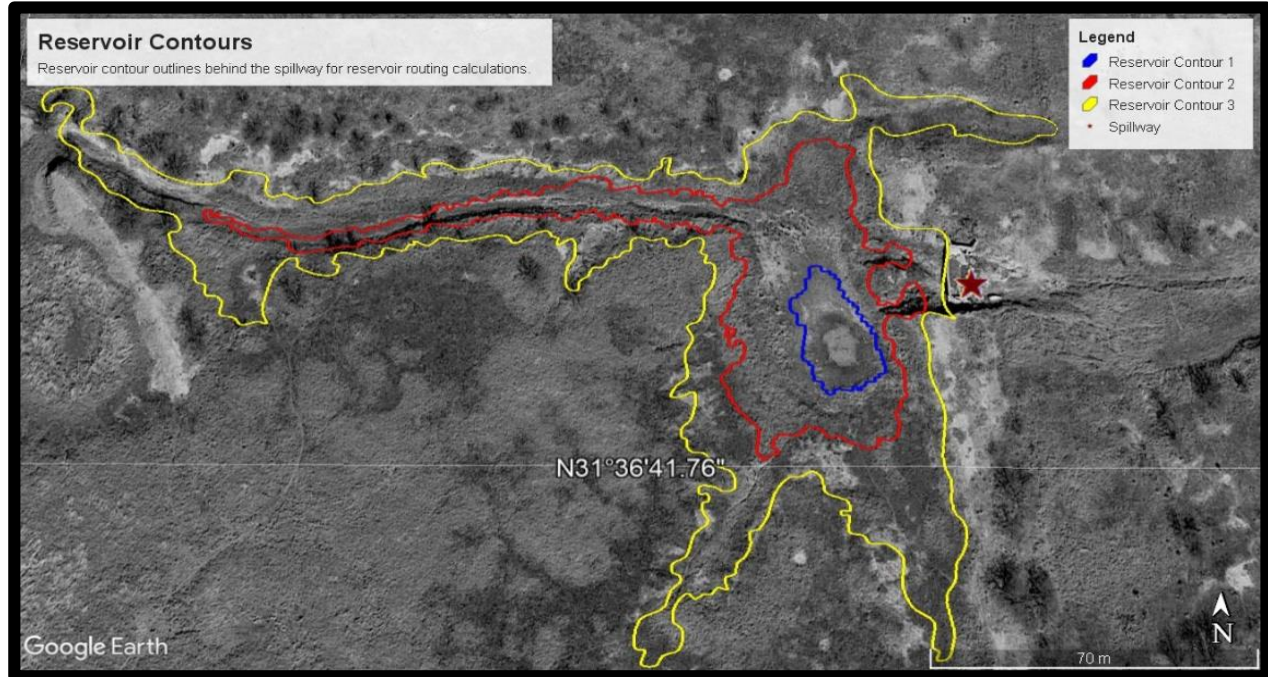 Reservoir Contours
Reservoir contour outlines behind the spillway for reservoir routing calculations.
Legend
Reservoir Contour 1
Reservoir Contour 2
Reservoir Contour 3
Spillway
N31°36'41.76"
Google Earth
N
70 m